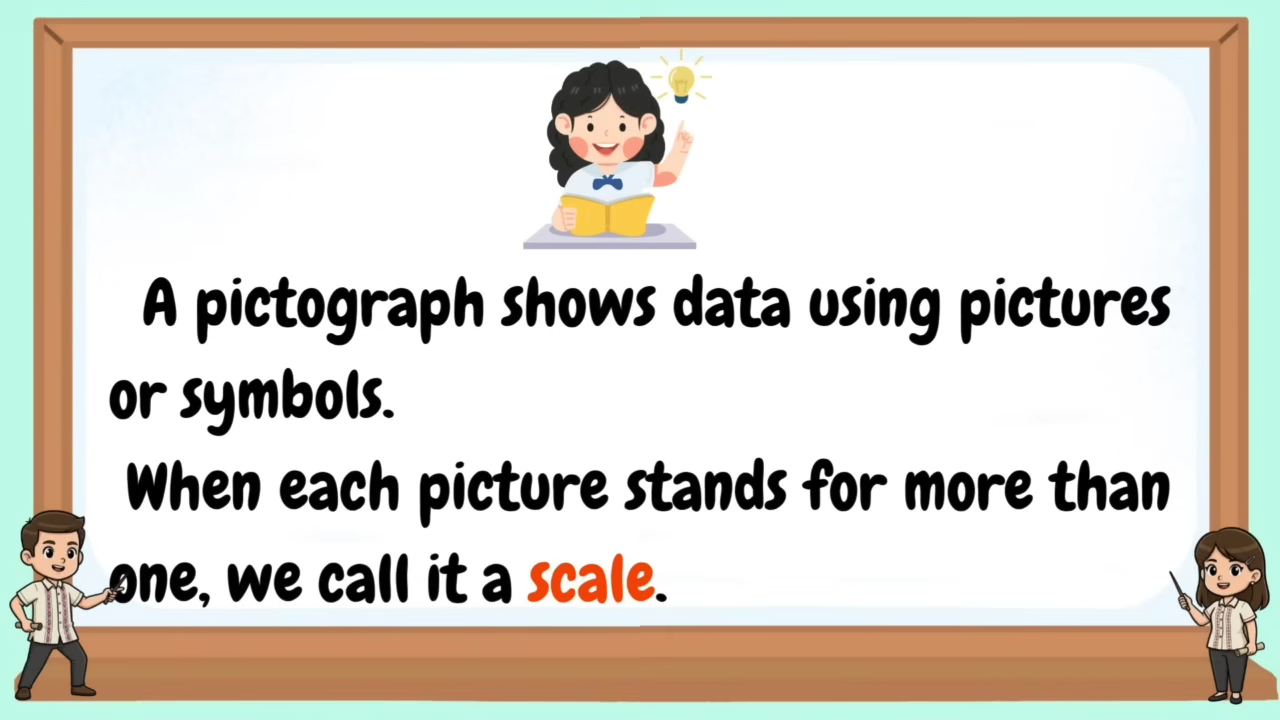 A pictograph shows data using pictures
or symbols.
When each picture stands for more than
one, we call it a scale.